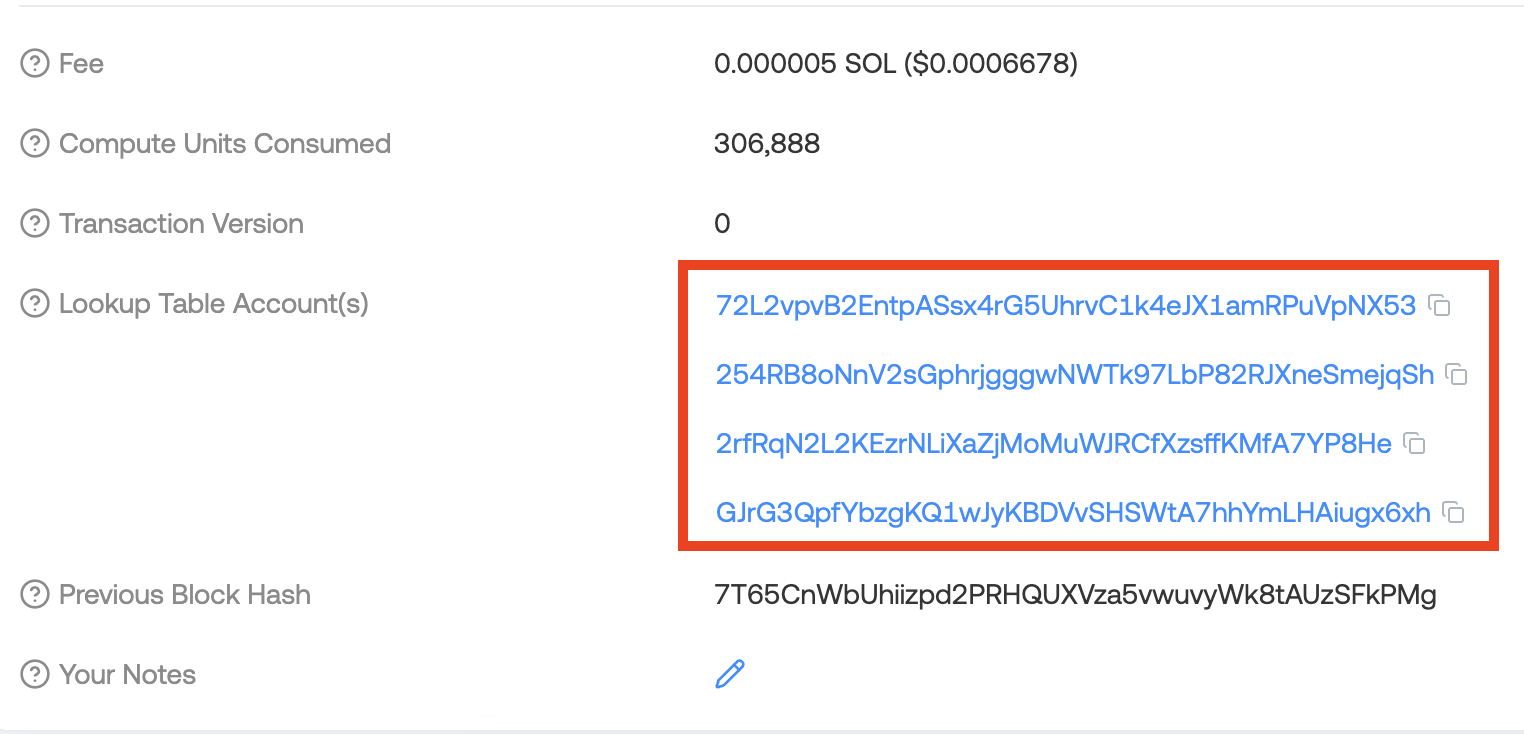 Fee 0.000005 SOL ($0.0006678)
Compute Units Consumed 306,888
Transaction Version 0
Lookup Table Account(s) 72L2vpvB2EntpASsx4rG5UhrvC1k4eJX1amRPuVpNX53
254RB8oNnV2sGphrjgggwNWTk97LbP82RJXneSmejqSh
2rfRqN2L2KEzrNLiXaZjMoMuWJRCfXzsffKMfA7YP8He
GJrG3QpfYbzgKQ1wJyKBDVvSHSWtA7hhYmLHAiugx6xh
Previous Block Hash 7T65CnWbUhiizpd2PRHQUXVza5vwuvyWk8tAUzSFkPMg
Your Notes